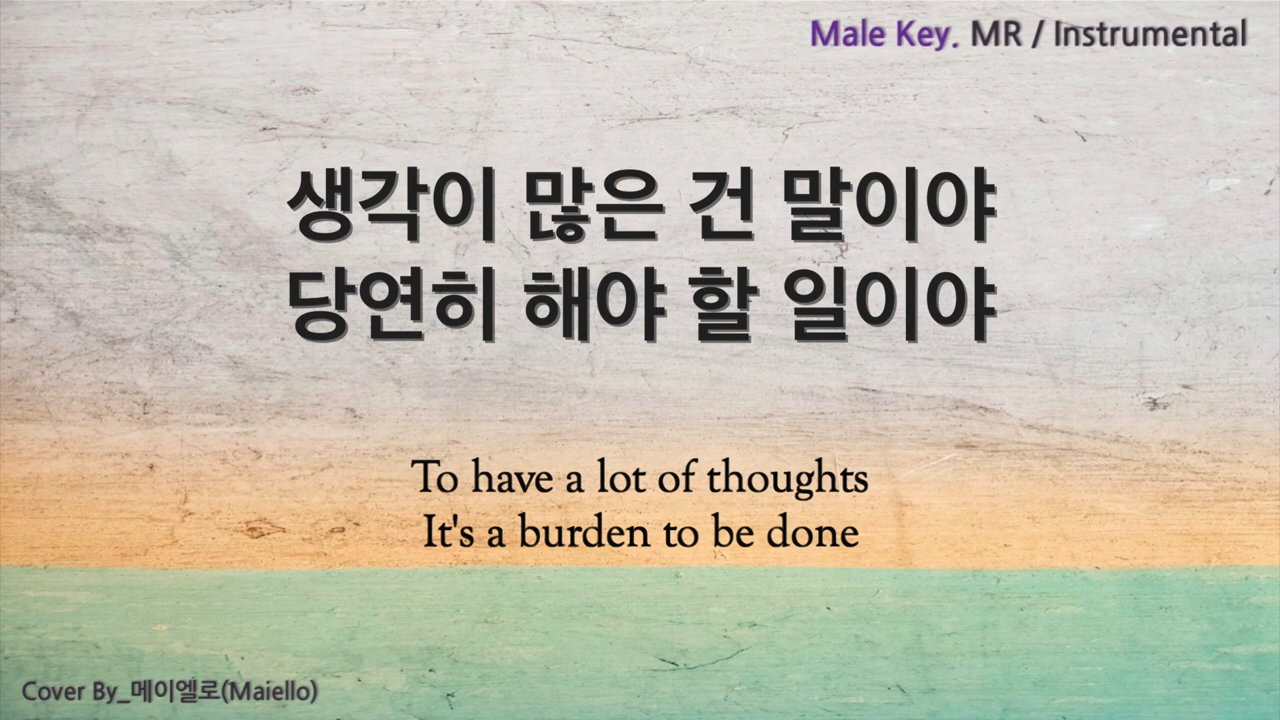 Male Key. MR / Instrumental
생각이 많은 건 말이야
당연히 해야 할 일이야
To have a lot of thoughts
It's a burden to be done
Cover By_메이엘로(Maiello)